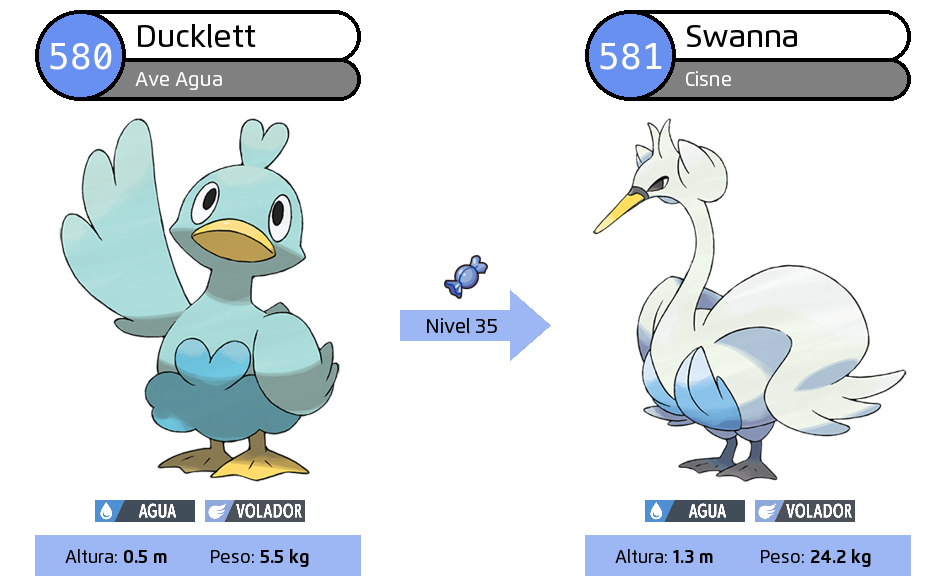 580
Ducklett
Ave Agua
581
Swanna
Cisne
Nivel 35
AGUA VOLADOR
AGUA VOLADOR
Altura: 0.5 m Peso: 5.5 kg
Altura: 1.3 m Peso: 24.2 kg